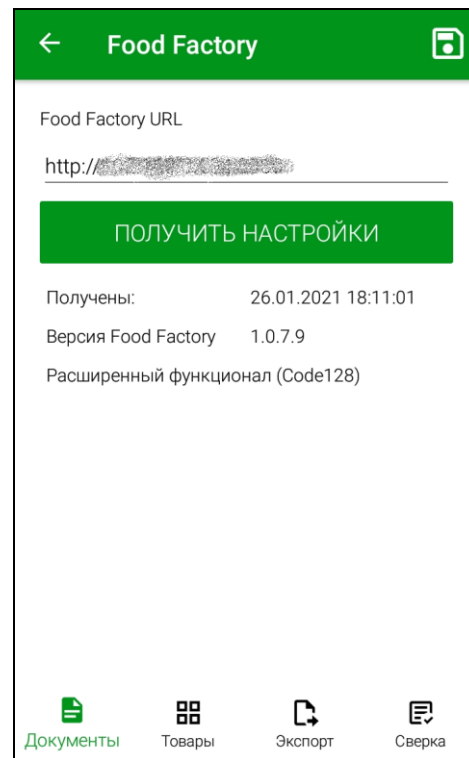 Food Factory
Food Factory URL
http://
ПОЛУЧИТЬ НАСТРОЙКИ
Получены: 26.01.2021 18:11:01
Версия Food Factory 1.0.7.9
Расширенный функционал (Code128)
Документы Товары Экспорт Сверка